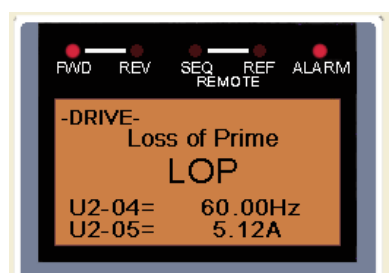 FWD REV SEQ REF ALARM
REMOTE
-DRIVE-
Loss of Prime
LOP
U2-04= 60.00Hz
U2-05= 5.12A